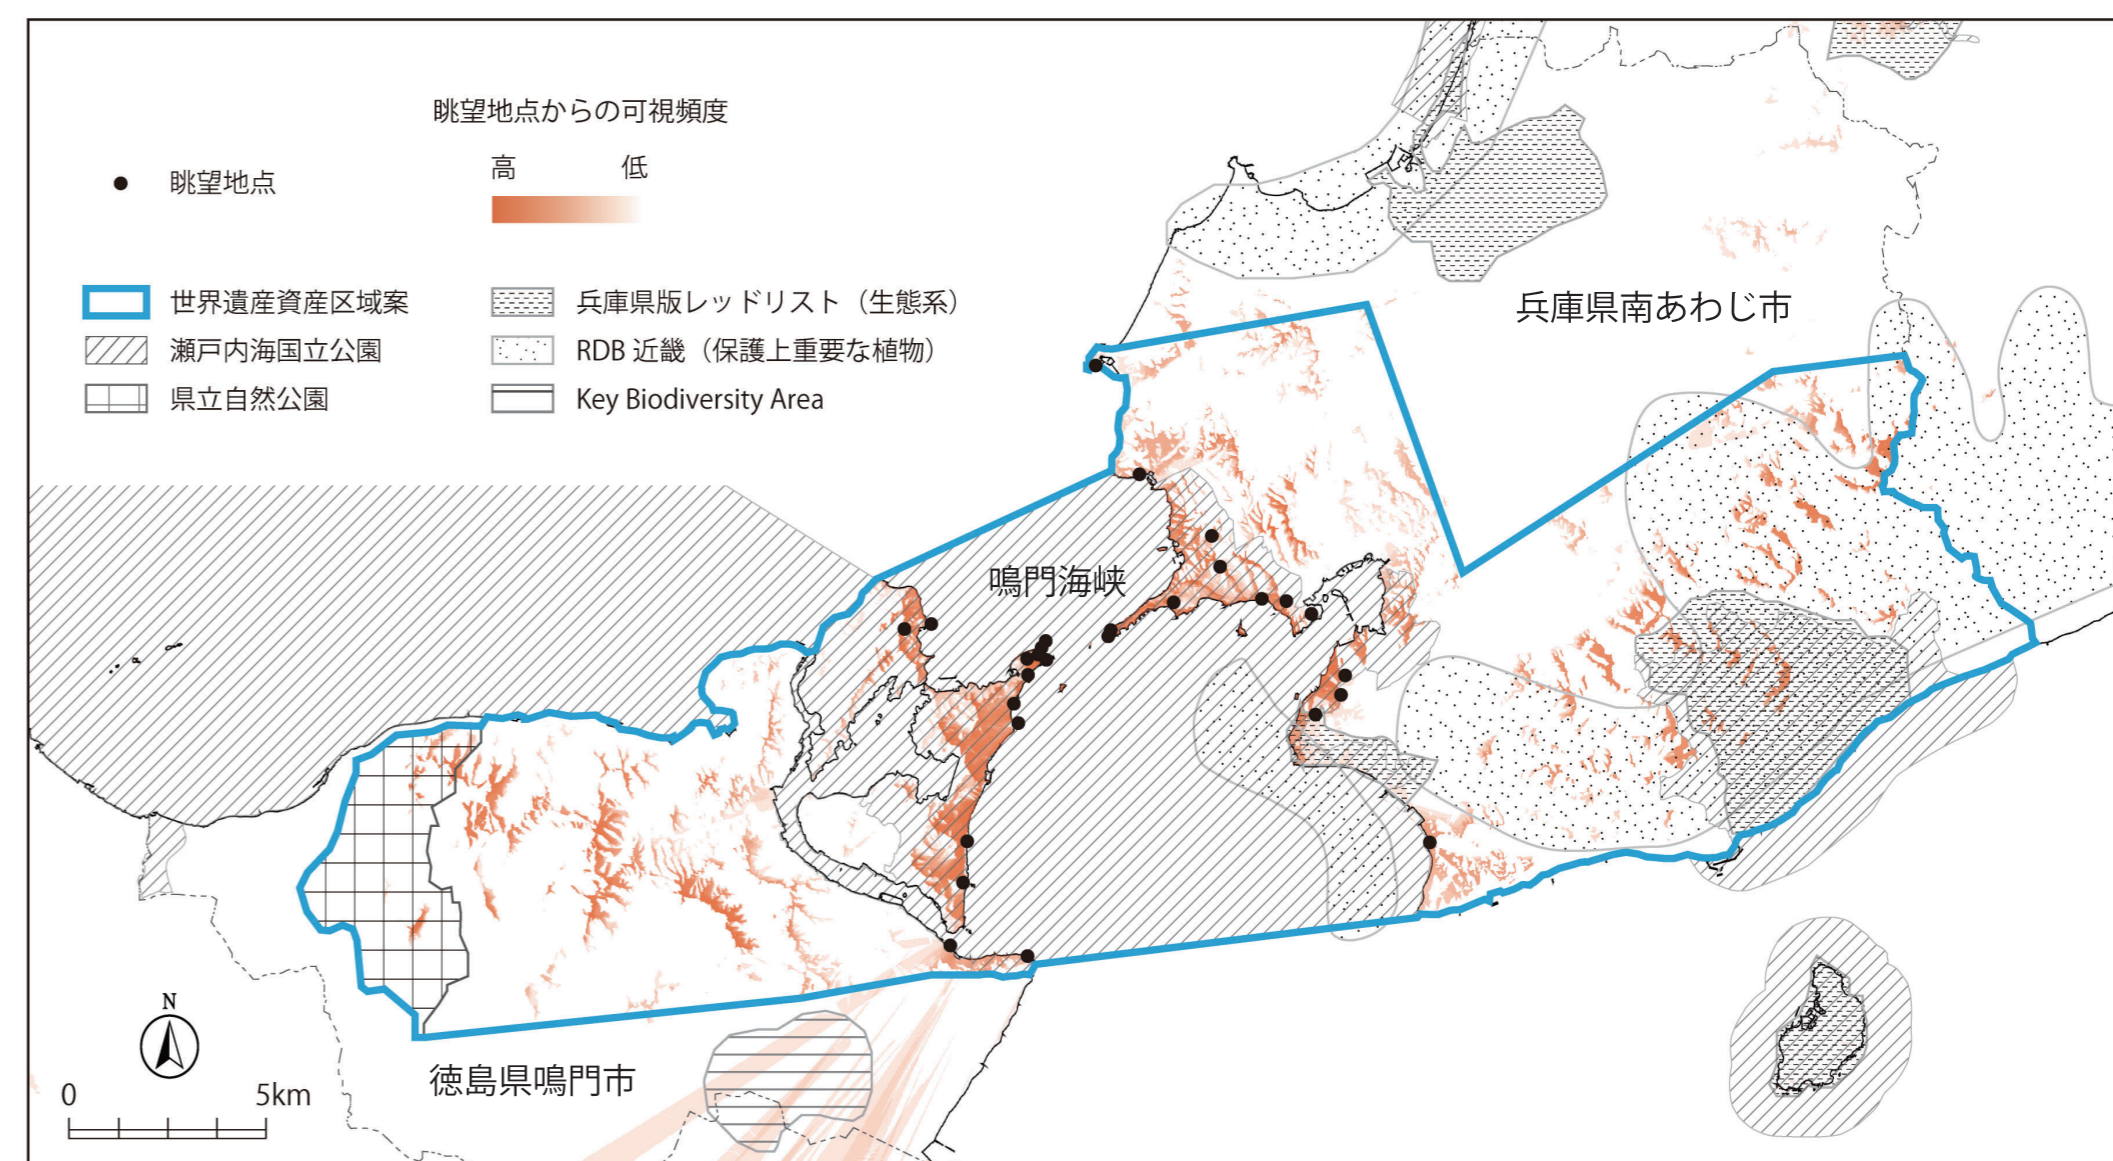 眺望地点からの可視頻度
高 低
眺望地点
世界遺産資産区域案
瀬戸内海国立公園
県立自然公園
兵庫県版レッドリスト（生態系）
RDB 近畿（保護上重要な植物）
Key Biodiversity Area
兵庫県南あわじ市
鳴門海峡
徳島県鳴門市
N
0 5km